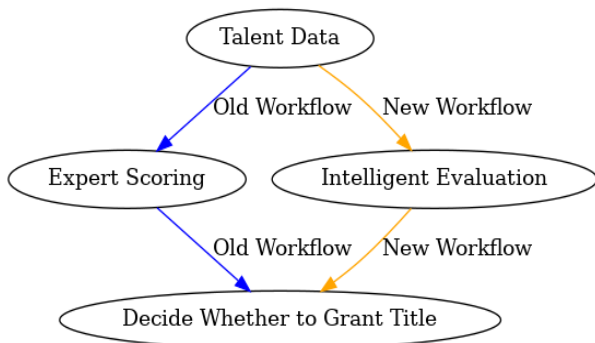 Talent Data
Old Workflow
New Workflow
Expert Scoring
Intelligent Evaluation
Old Workflow
New Workflow
Decide Whether to Grant Title